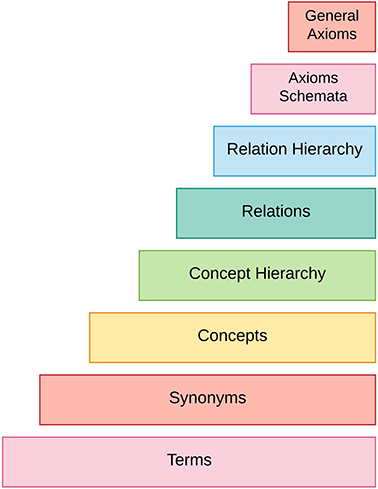 General
Axioms
Axioms
Schemata
Relation Hierarchy
Relations
Concept Hierarchy
Concepts
Synonyms
Terms